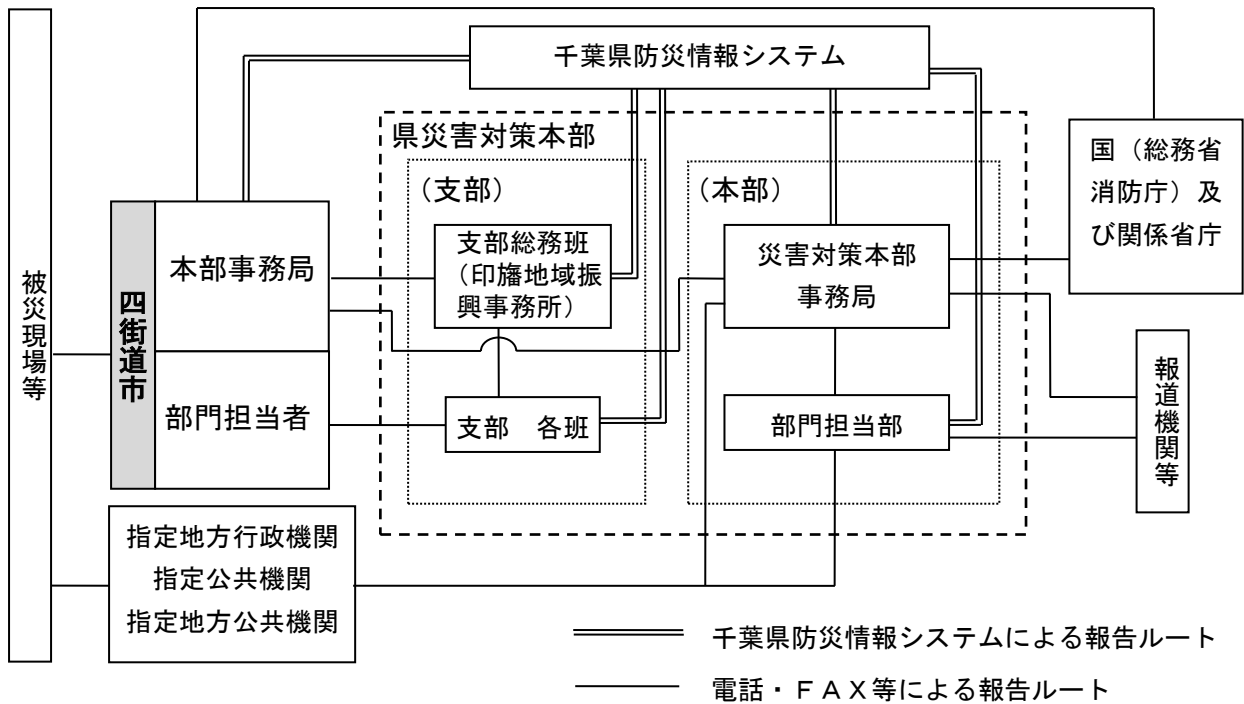 千葉県防災情報システム
県災害対策本部
(支部)
(本部)
国(総務省
消防庁)及
び関係省庁
被災現場等
四街道市
本部事務局
部門担当者
支部総務班
(印旛地域振
興事務所)
支部 各班
災害対策本部
事務局
部門担当部
報道機関等
指定地方行政機関
指定公共機関
指定地方公共機関
千葉県防災情報システムによる報告ルート
電話・FAX等による報告ルート